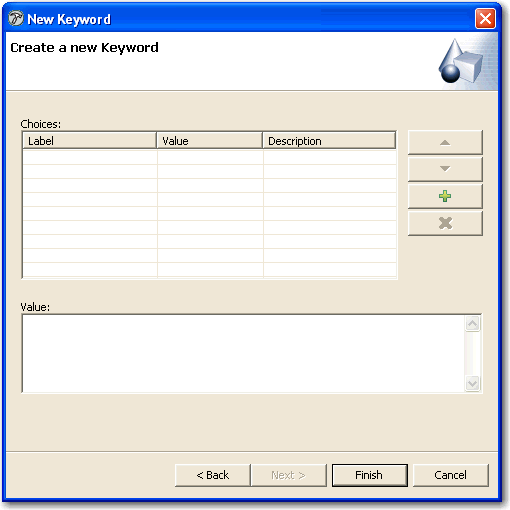 New Keyword
Create a new Keyword
Choices:
Label Value Description
Value:
< Back Next > Finish Cancel